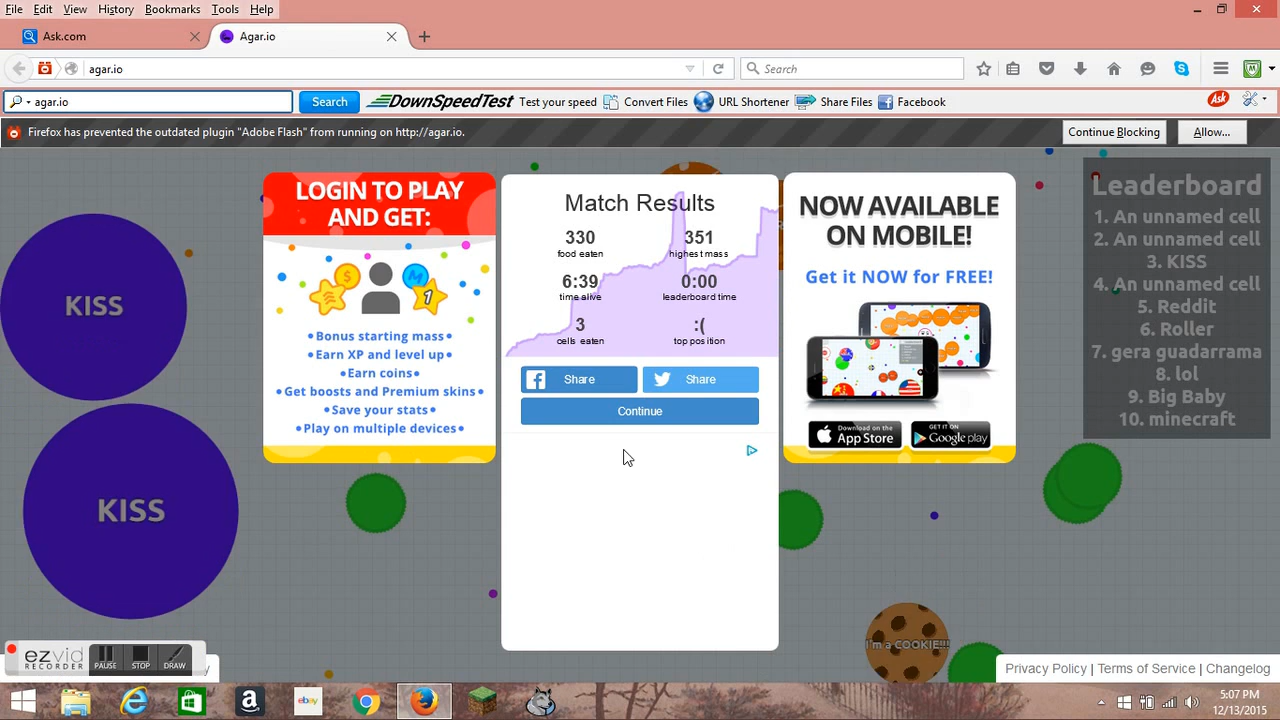 File Edit View History Bookmarks Tools Help
Ask.com
Agar.io
agar.io
Search
agar.io
Search
DownSpeedTest
Test your speed
Convert Files
URL Shortener
Share Files
Facebook
Ask
Firefox has prevented the outdated plugin "Adobe Flash" from running on http://agar.io.
Continue Blocking
Allow...
LOGIN TO PLAY
AND GET:
•Bonus starting mass•
•Earn XP and level up•
•Earn coins•
•Get boosts and Premium skins•
•Save your stats•
•Play on multiple devices•
Match Results
330
food eaten
351
highest mass
6:39
time alive
0:00
leaderboard time
3
cells eaten
:(
top position
Share
Share
Continue
NOW AVAILABLE
ON MOBILE!
Get it NOW for FREE!
Download on the
App Store
GET IT ON
Google play
Leaderboard
1. An unnamed cell
2. An unnamed cell
3. KISS
4. An unnamed cell
5. Reddit
6. Roller
7. gera guadarrama
8. lol
9. Big Baby
10. minecraft
KISS
KISS
I'm a COOKIE!!!
ezvid
RECORDER
PAUSE
STOP
DRAW
Privacy Policy | Terms of Service | Changelog
ebay
5:07 PM
12/13/2015